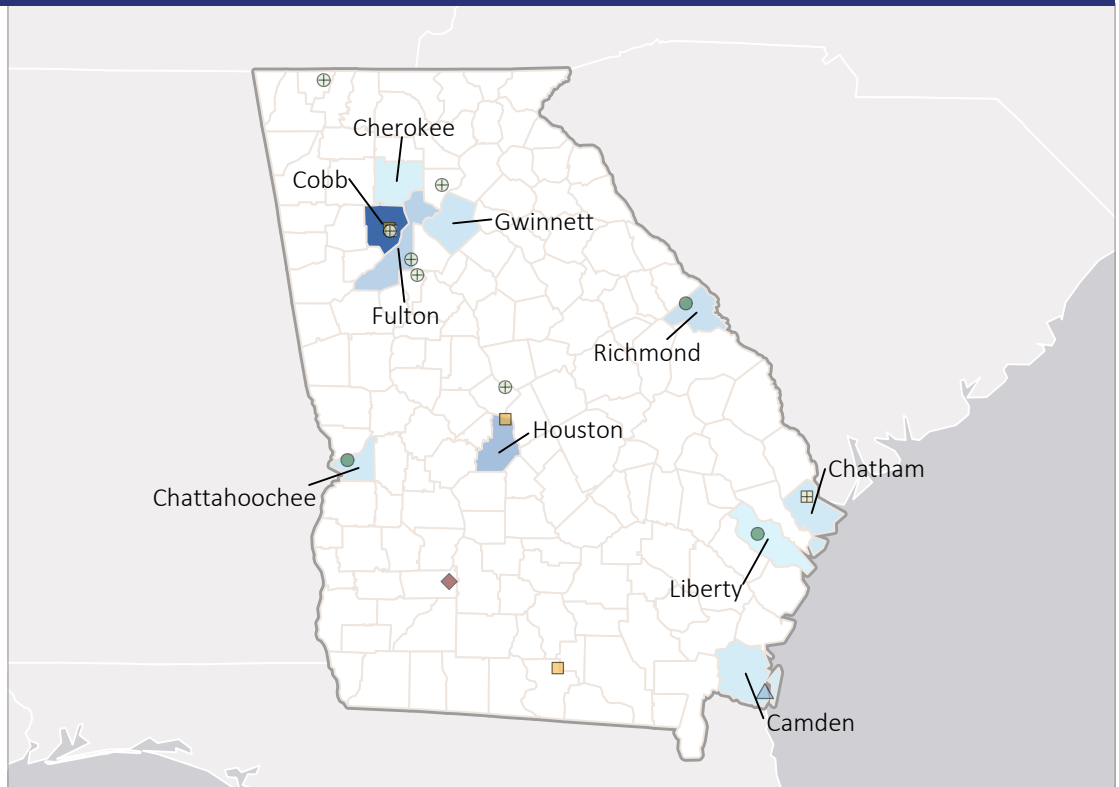 Cherokee
Cobb
Gwinnett
Fulton
Richmond
Houston
Chatham
Chattahoochee
Liberty
Camden